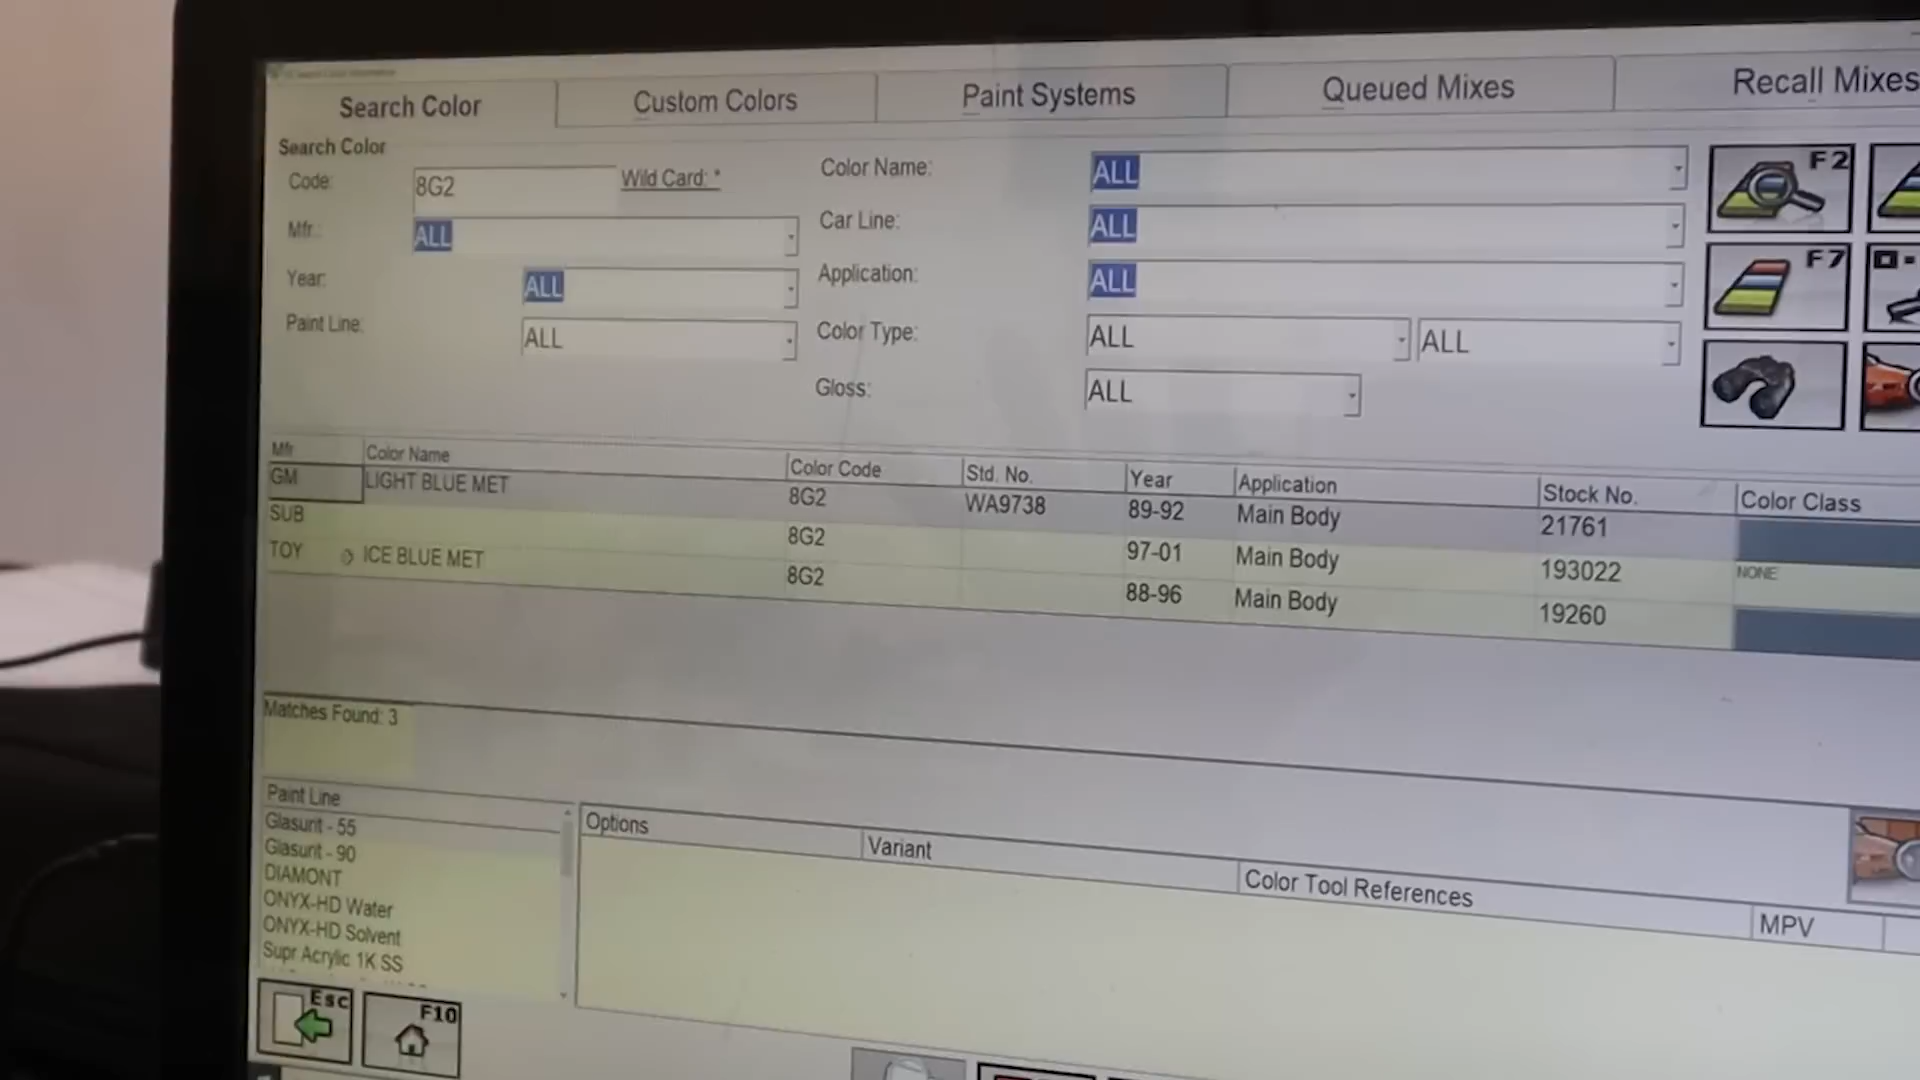 Search Color Custom Colors Paint Systems Queued Mixes Recall Mixes
Search Color
Code: 8G2 Wild Card: * Color Name: ALL F2
Mfr.: ALL Car Line: ALL
Year: ALL Application: ALL F7
Paint Line: ALL Color Type: ALL ALL
Gloss: ALL
Mfr Color Name Color Code Std. No. Year Application Stock No. Color Class
GM LIGHT BLUE MET 8G2 WA9738 89-92 Main Body 21761
SUB 8G2 97-01 Main Body 193022 NONE
TOY ICE BLUE MET 8G2 88-96 Main Body 19260
Matches Found: 3
Paint Line Options Variant Color Tool References MPV
Glasurit - 55
Glasurit - 90
DIAMONT
ONYX-HD Water
ONYX-HD Solvent
Supr Acrylic 1K SS
Esc F10